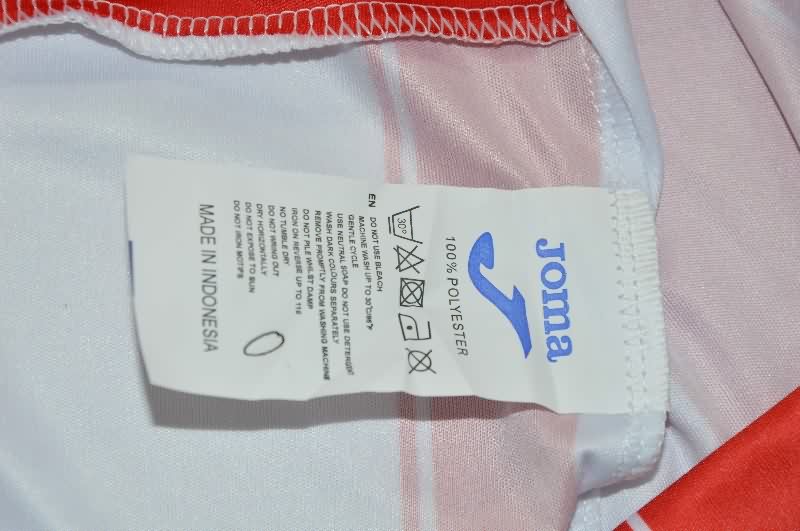 Joma
100% POLYESTER
30°
EN
DO NOT USE BLEACH
MACHINE WASH UP TO 30°C/86°F
GENTLE CYCLE
USE NEUTRAL SOAP DO NOT USE DETERGENT
WASH DARK COLOURS SEPARATELY
REMOVE PROMPTLY FROM WASHING MACHINE
DO NOT PILE WHILST DAMP
IRON ON REVERSE UP TO 110
NO TUMBLE DRY
DO NOT WRING OUT
DRY HORIZONTALLY
DO NOT EXPOSE TO SUN
DO NOT IRON MOTIFS
MADE IN INDONESIA